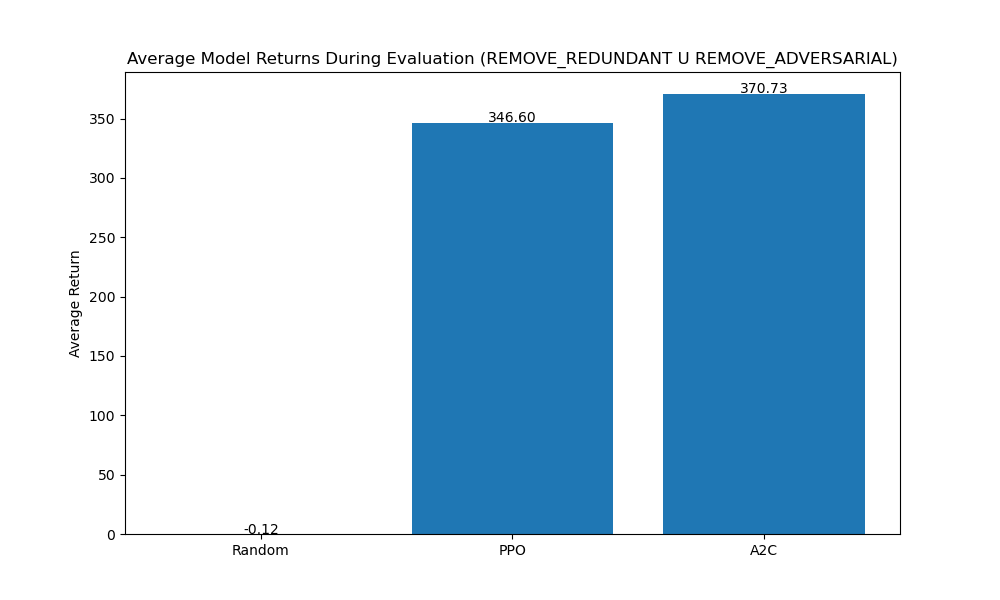 Average Model Returns During Evaluation (REMOVE_REDUNDANT U REMOVE_ADVERSARIAL)
Average Return
350
300
250
200
150
100
50
0
-0.12
346.60
370.73
Random
PPO
A2C